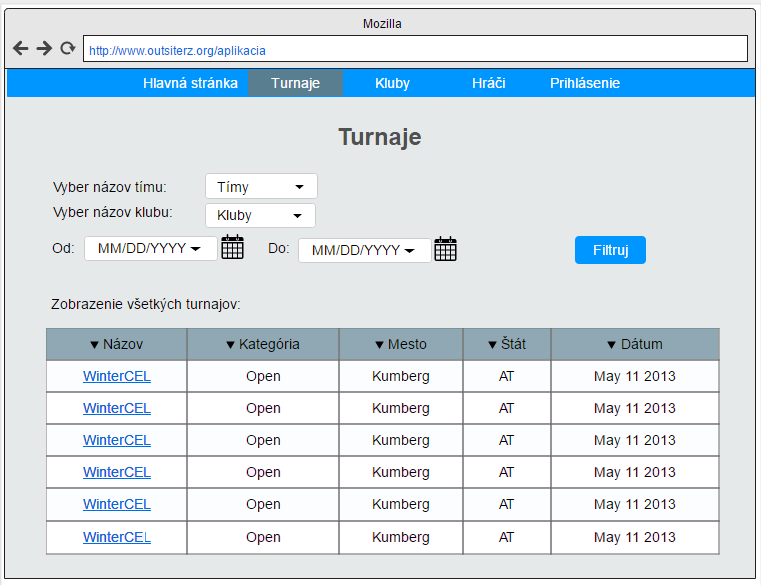 Mozilla
http://www.outsiterz.org/aplikacia
Hlavná stránka Turnaje Kluby Hráči Prihlásenie
Turnaje
Vyber názov tímu: Tímy
Vyber názov klubu: Kluby
Od: MM/DD/YYYY Do: MM/DD/YYYY Filtruj
Zobrazenie všetkých turnajov:
Názov Kategória Mesto Štát Dátum
WinterCEL Open Kumberg AT May 11 2013
WinterCEL Open Kumberg AT May 11 2013
WinterCEL Open Kumberg AT May 11 2013
WinterCEL Open Kumberg AT May 11 2013
WinterCEL Open Kumberg AT May 11 2013
WinterCEL Open Kumberg AT May 11 2013